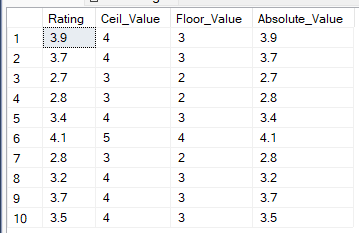 Rating Ceil_Value Floor_Value Absolute_Value
1 3.9 4 3 3.9
2 3.7 4 3 3.7
3 2.7 3 2 2.7
4 2.8 3 2 2.8
5 3.4 4 3 3.4
6 4.1 5 4 4.1
7 2.8 3 2 2.8
8 3.2 4 3 3.2
9 3.7 4 3 3.7
10 3.5 4 3 3.5